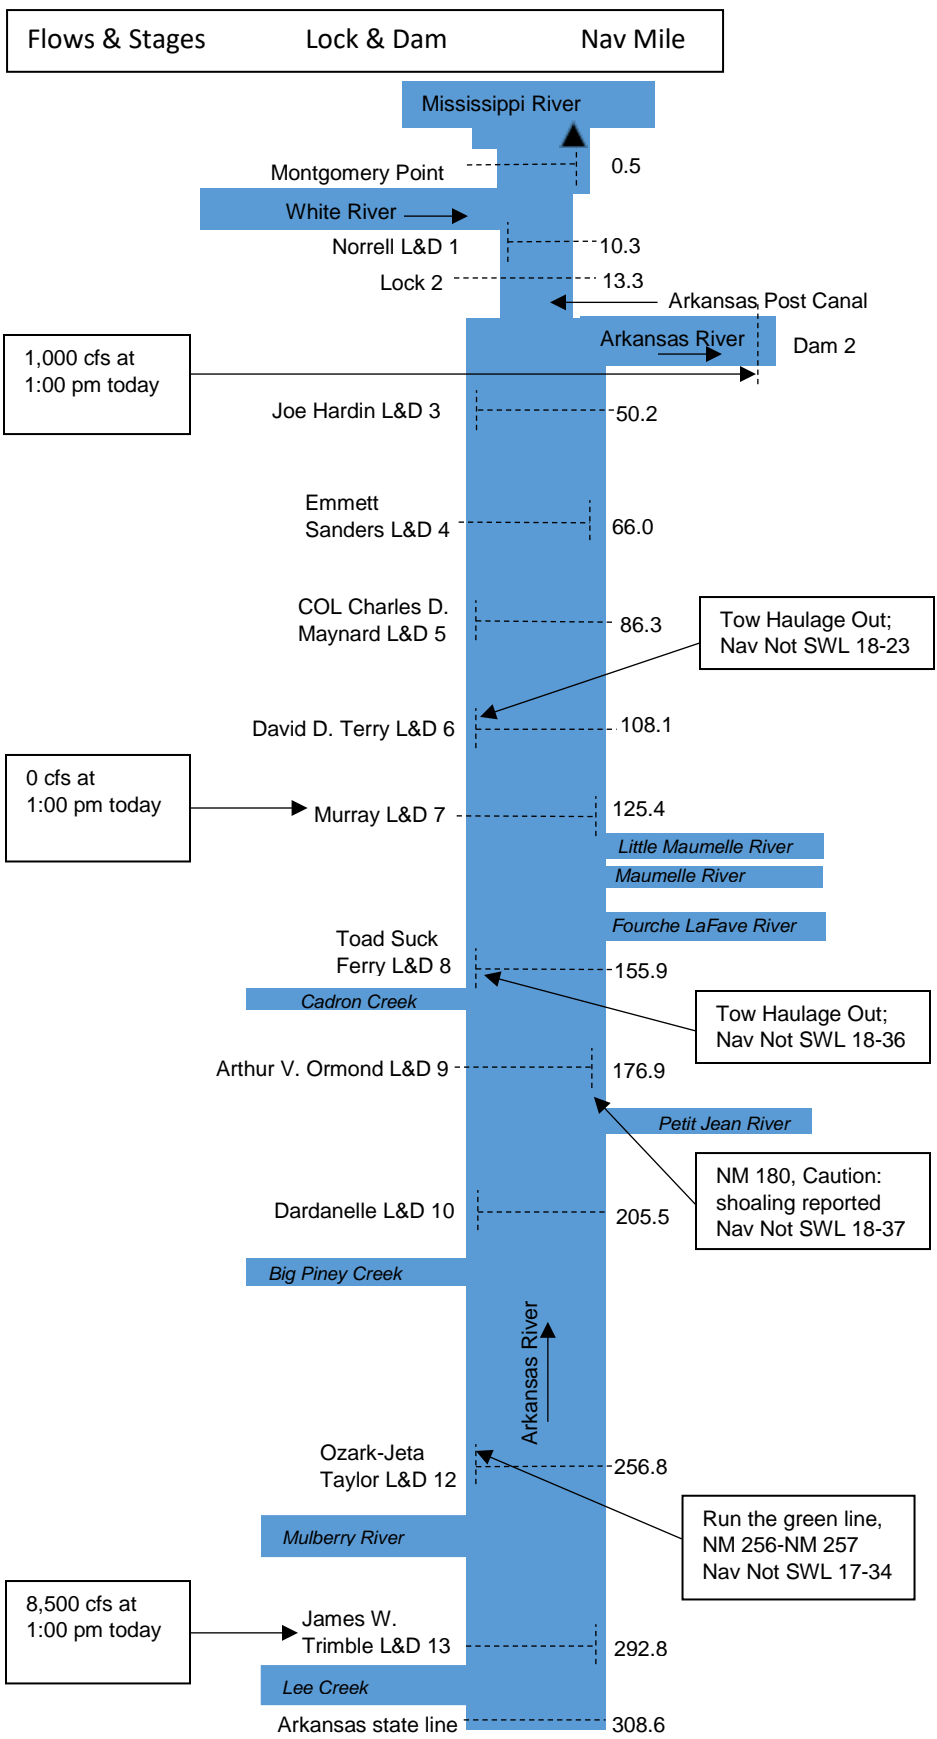 Flows & Stages Lock & Dam Nav Mile
Mississippi River
Montgomery Point 0.5
White River
Norrell L&D 1 10.3
Lock 2 13.3
Arkansas Post Canal
Arkansas River
Dam 2
1,000 cfs at
1:00 pm today
Joe Hardin L&D 3 50.2
Emmett
Sanders L&D 4 66.0
COL Charles D.
Maynard L&D 5 86.3
Tow Haulage Out;
Nav Not SWL 18-23
David D. Terry L&D 6 108.1
0 cfs at
1:00 pm today
Murray L&D 7 125.4
Little Maumelle River
Maumelle River
Fourche LaFave River
Toad Suck
Ferry L&D 8 155.9
Cadron Creek
Tow Haulage Out;
Nav Not SWL 18-36
Arthur V. Ormond L&D 9 176.9
Petit Jean River
NM 180, Caution:
shoaling reported
Nav Not SWL 18-37
Dardanelle L&D 10 205.5
Big Piney Creek
Arkansas River
Ozark-Jeta
Taylor L&D 12 256.8
Run the green line,
NM 256-NM 257
Nav Not SWL 17-34
Mulberry River
8,500 cfs at
1:00 pm today
James W.
Trimble L&D 13 292.8
Lee Creek
Arkansas state line 308.6